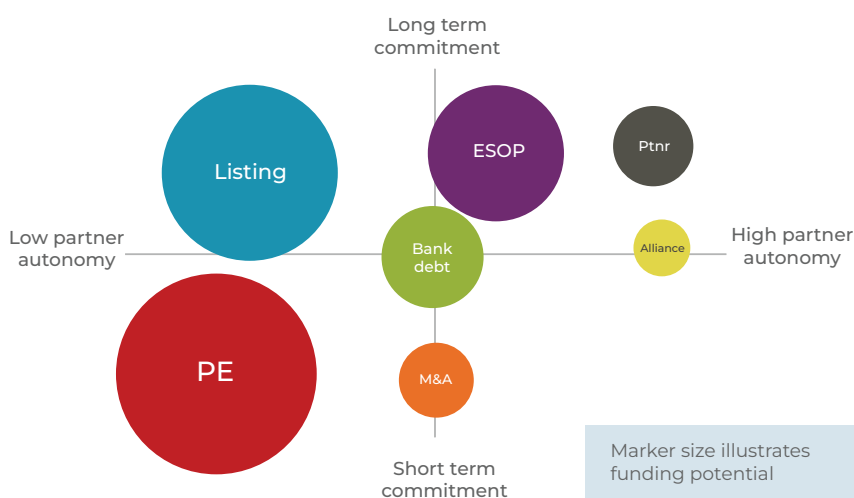 Long term
commitment
Ptnr
ESOP
Listing
Low partner
autonomy
Bank
debt
Alliance
High partner
autonomy
PE
M&A
Marker size illustrates
funding potential
Short term
commitment